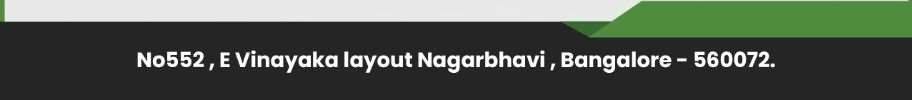 No552 , E Vinayaka layout Nagarbhavi , Bangalore - 560072.